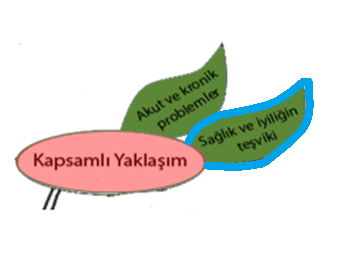 Akut ve kronik
problemler
Sağlık ve iyiliğin
teşviki
Kapsamlı Yaklaşım